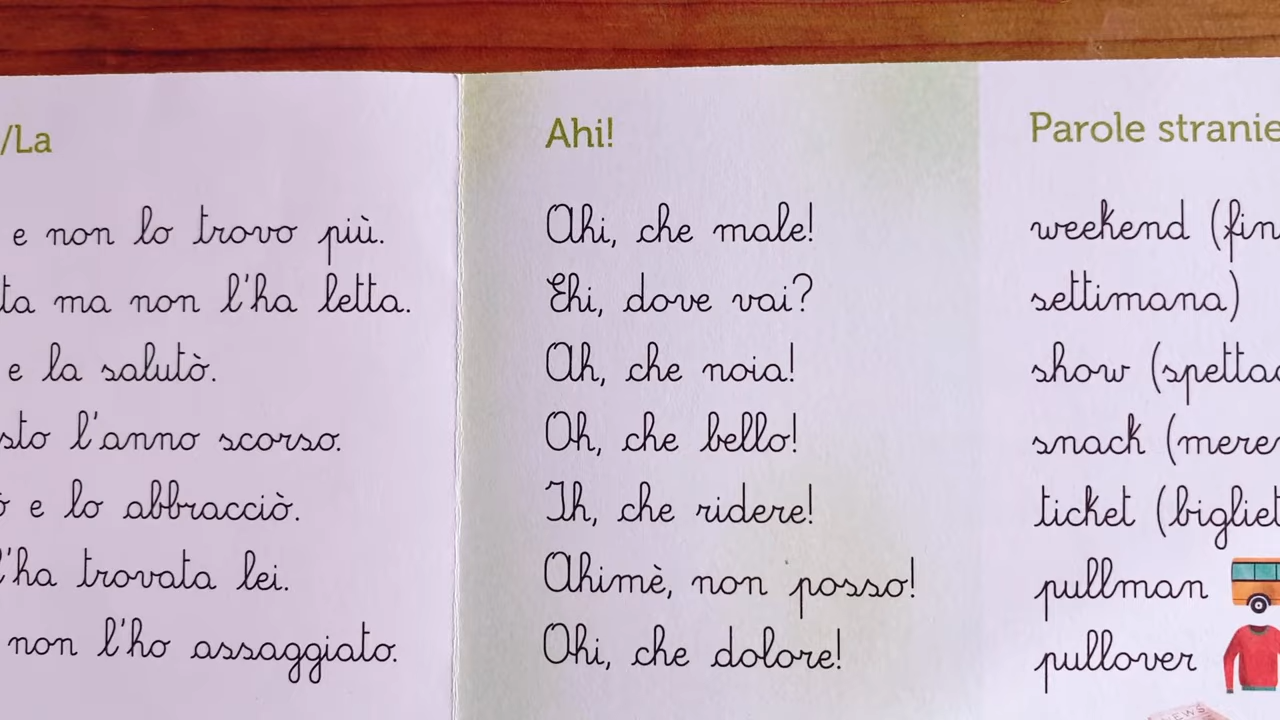 /La
e non lo trovo più.
ta ma non l'ha letta.
e la salutò.
sto l'anno scorso.
ò e lo abbracciò.
l'ha trovata lei.
non l'ho assaggiato.
Ahi!
Ahi, che male!
Ehi, dove vai?
Ah, che noia!
Oh, che bello!
Ih, che ridere!
Ahimè, non posso!
Ohi, che dolore!
Parole stranie
weekend (fin
settimana)
show (spettac
snack (mere
ticket (bigliet
pullman
pullover
NEWS